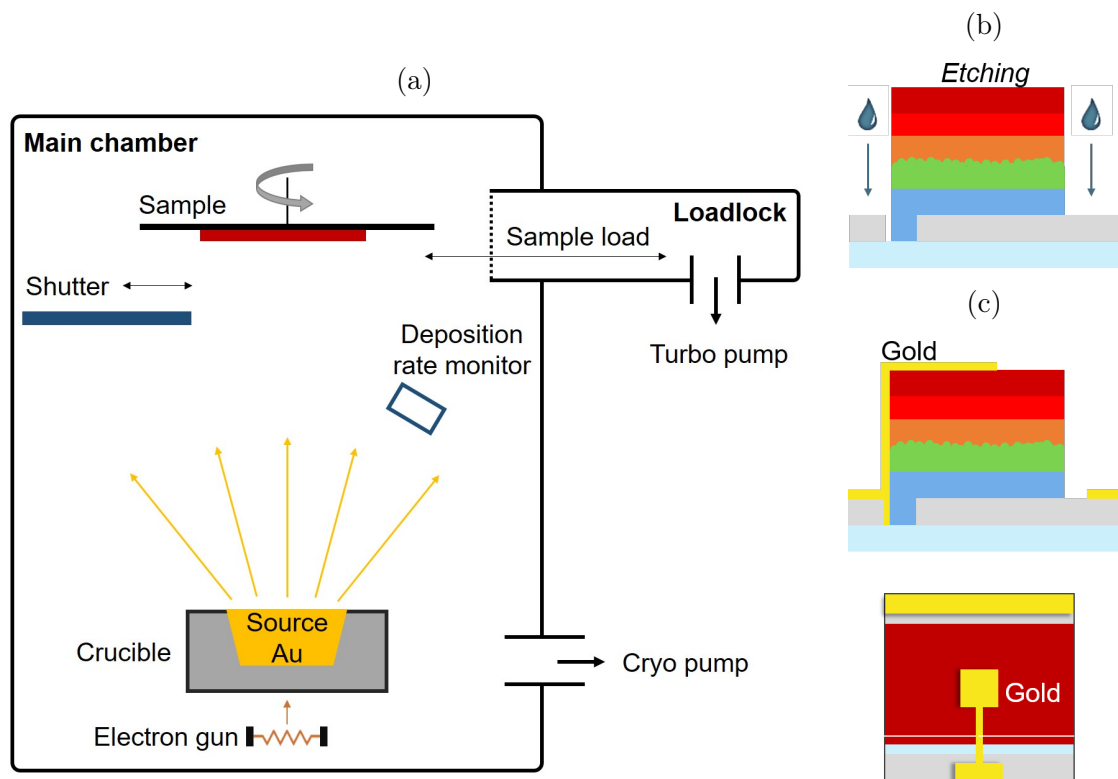 (a)
Main chamber
Sample
Loadlock
Sample load
Shutter
Deposition
rate monitor
Turbo pump
Source
Au
Crucible
Cryo pump
Electron gun
(b)
Etching
(c)
Gold
Gold